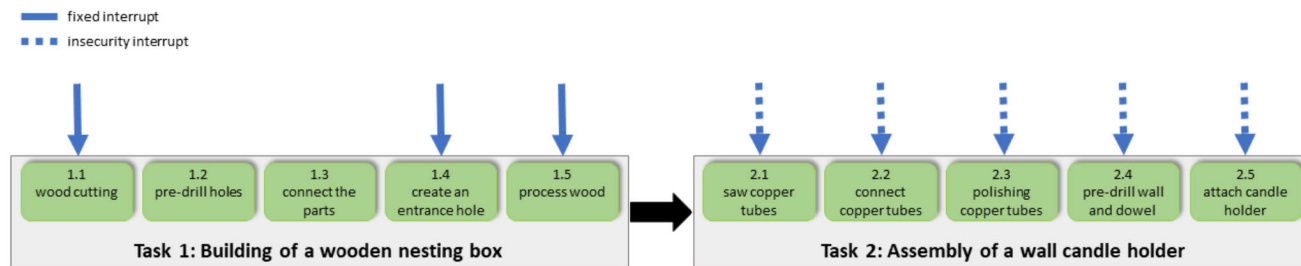 fixed interrupt
insecurity interrupt
1.1
wood cutting
1.2
pre-drill holes
1.3
connect the
parts
1.4
create an
entrance hole
1.5
process wood
Task 1: Building of a wooden nesting box
2.1
saw copper
tubes
2.2
connect
copper tubes
2.3
polishing
copper tubes
2.4
pre-drill wall
and dowel
2.5
attach candle
holder
Task 2: Assembly of a wall candle holder